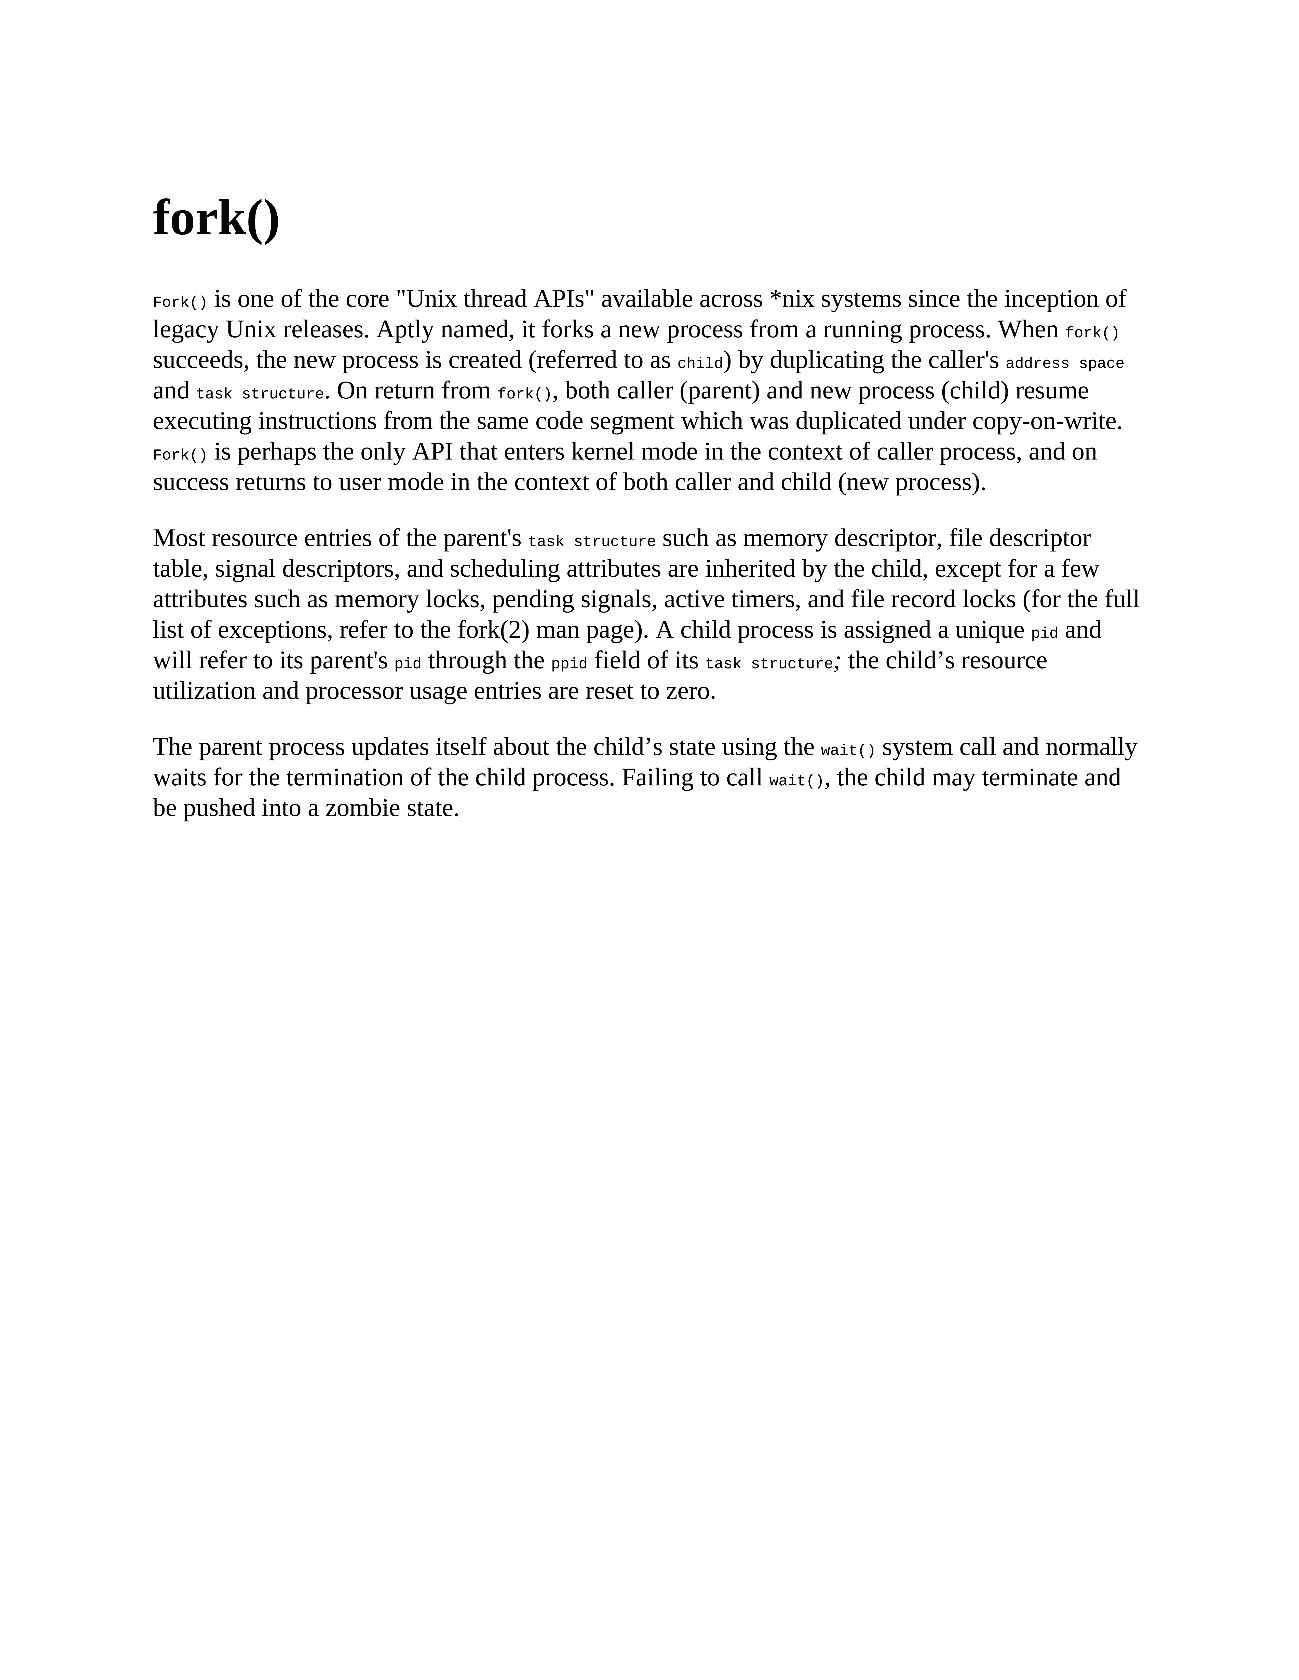 fork()
Fork() is one of the core "Unix thread APIs" available across *nix systems since the inception of
legacy Unix releases. Aptly named, it forks a new process from a running process. When fork()
succeeds, the new process is created (referred to as child) by duplicating the caller's address space
and task structure. On return from fork(), both caller (parent) and new process (child) resume
executing instructions from the same code segment which was duplicated under copy-on-write.
Fork() is perhaps the only API that enters kernel mode in the context of caller process, and on
success returns to user mode in the context of both caller and child (new process).
Most resource entries of the parent's task structure such as memory descriptor, file descriptor
table, signal descriptors, and scheduling attributes are inherited by the child, except for a few
attributes such as memory locks, pending signals, active timers, and file record locks (for the full
list of exceptions, refer to the fork(2) man page). A child process is assigned a unique pid and
will refer to its parent's pid through the ppid field of its task structure; the child’s resource
utilization and processor usage entries are reset to zero.
The parent process updates itself about the child’s state using the wait() system call and normally
waits for the termination of the child process. Failing to call wait(), the child may terminate and
be pushed into a zombie state.